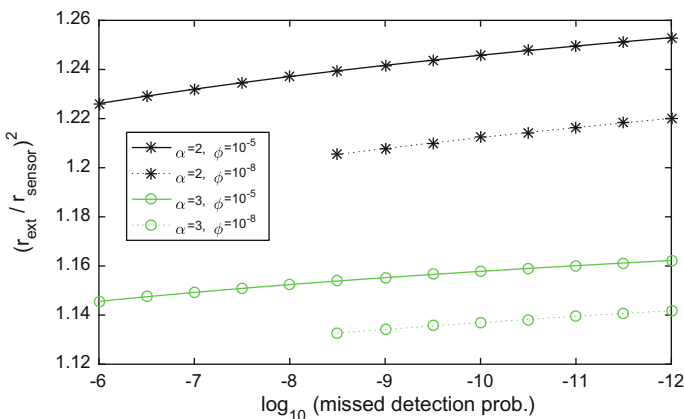 1.26
1.24
1.22
1.2
1.18
1.16
1.14
1.12
(r_ext / r_sensor)^2
α=2, φ=10^-5
α=2, φ=10^-8
α=3, φ=10^-5
α=3, φ=10^-8
-6 -7 -8 -9 -10 -11 -12
log_10 (missed detection prob.)